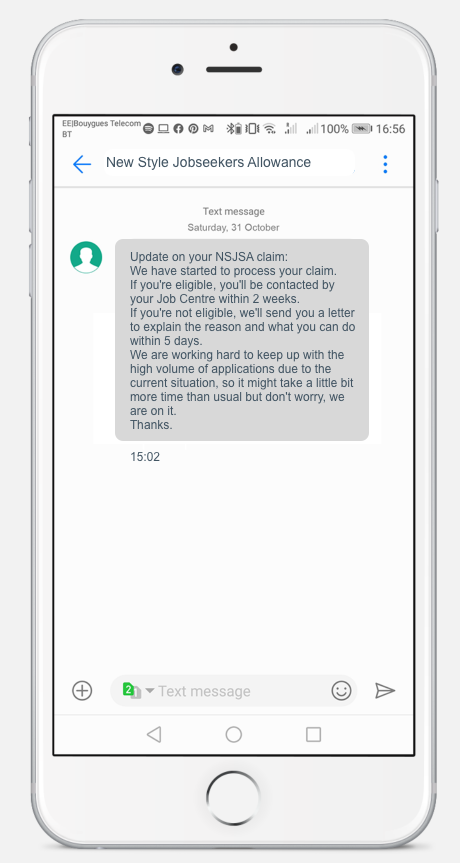 EE|Bouygues Telecom
BT
100%
16:56
New Style Jobseekers Allowance
Text message
Saturday, 31 October
Update on your NSJSA claim:
We have started to process your claim.
If you're eligible, you'll be contacted by
your Job Centre within 2 weeks.
If you're not eligible, we'll send you a letter
to explain the reason and what you can do
within 5 days.
We are working hard to keep up with the
high volume of applications due to the
current situation, so it might take a little bit
more time than usual but don't worry, we
are on it.
Thanks.
15:02
2 1
Text message